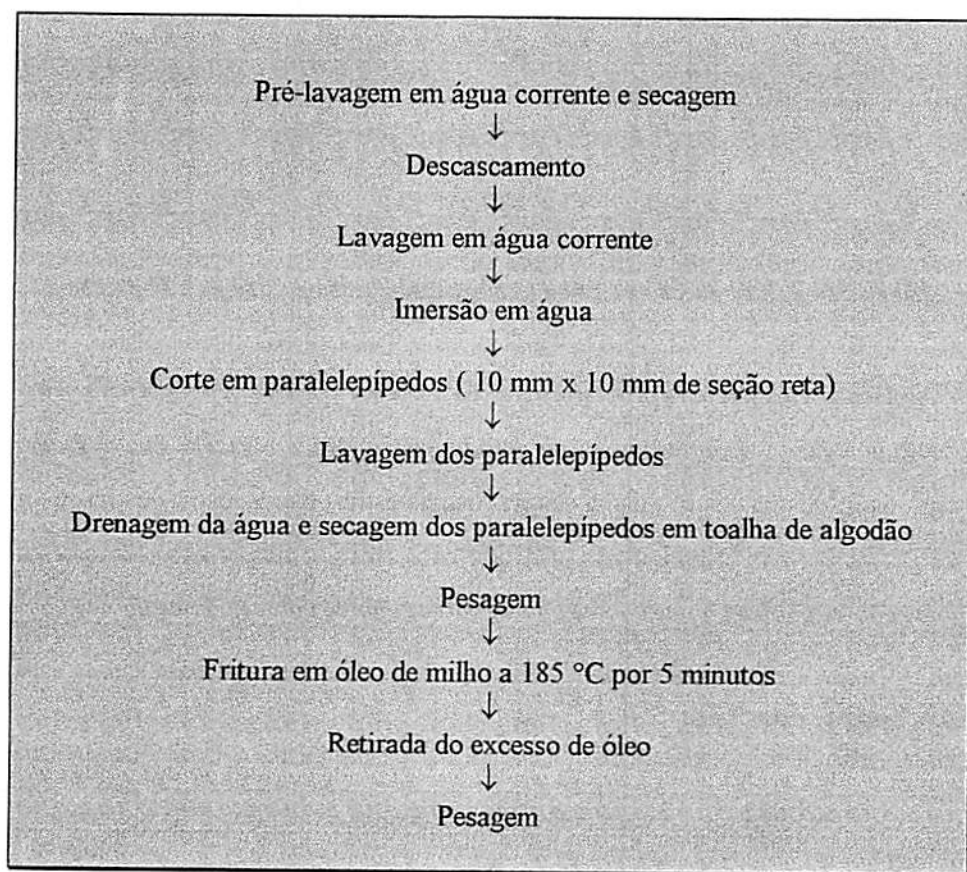 Pré-lavagem em água corrente e secagem
↓
Descascamento
↓
Lavagem em água corrente
↓
Imersão em água
↓
Corte em paralelepípedos ( 10 mm x 10 mm de seção reta)
↓
Lavagem dos paralelepípedos
↓
Drenagem da água e secagem dos paralelepípedos em toalha de algodão
↓
Pesagem
↓
Fritura em óleo de milho a 185 °C por 5 minutos
↓
Retirada do excesso de óleo
↓
Pesagem